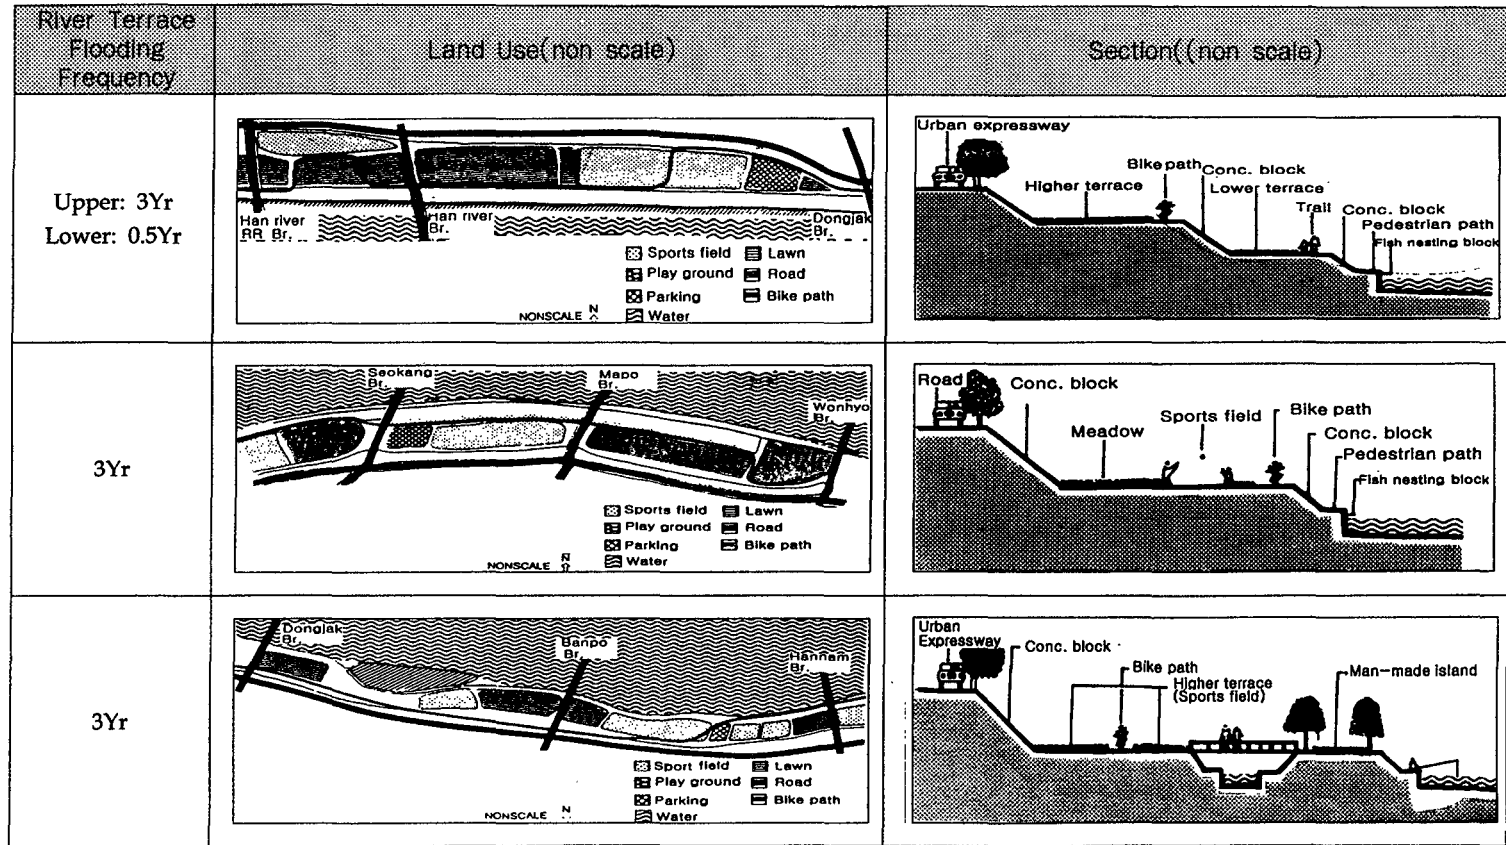 River Terrace
Flooding
Frequency
Land Use(non scale)
Section((non scale)
Upper: 3Yr
Lower: 0.5Yr
Han river
RR Br.
Han river
Br.
Dongjak
Br.
Sports field
Lawn
Play ground
Road
Parking
Bike path
Water
NONSCALE N
Urban expressway
Bike path
Conc. block
Higher terrace
Lower terrace
Trail
Conc. block
Pedestrian path
Fish nesting block
3Yr
Seokang
Br.
Mapo
Br.
Wonhyo
Br.
Sports field
Lawn
Play ground
Road
Parking
Bike path
Water
NONSCALE N
Road
Conc. block
Meadow
Sports field
Bike path
Conc. block
Pedestrian path
Fish nesting block
3Yr
Dongjak
Br.
Banpo
Br.
Hannam
Br.
Sport field
Lawn
Play ground
Road
Parking
Bike path
Water
NONSCALE N
Urban
Expressway
Conc. block
Bike path
Higher terrace
(Sports field)
Man-made island